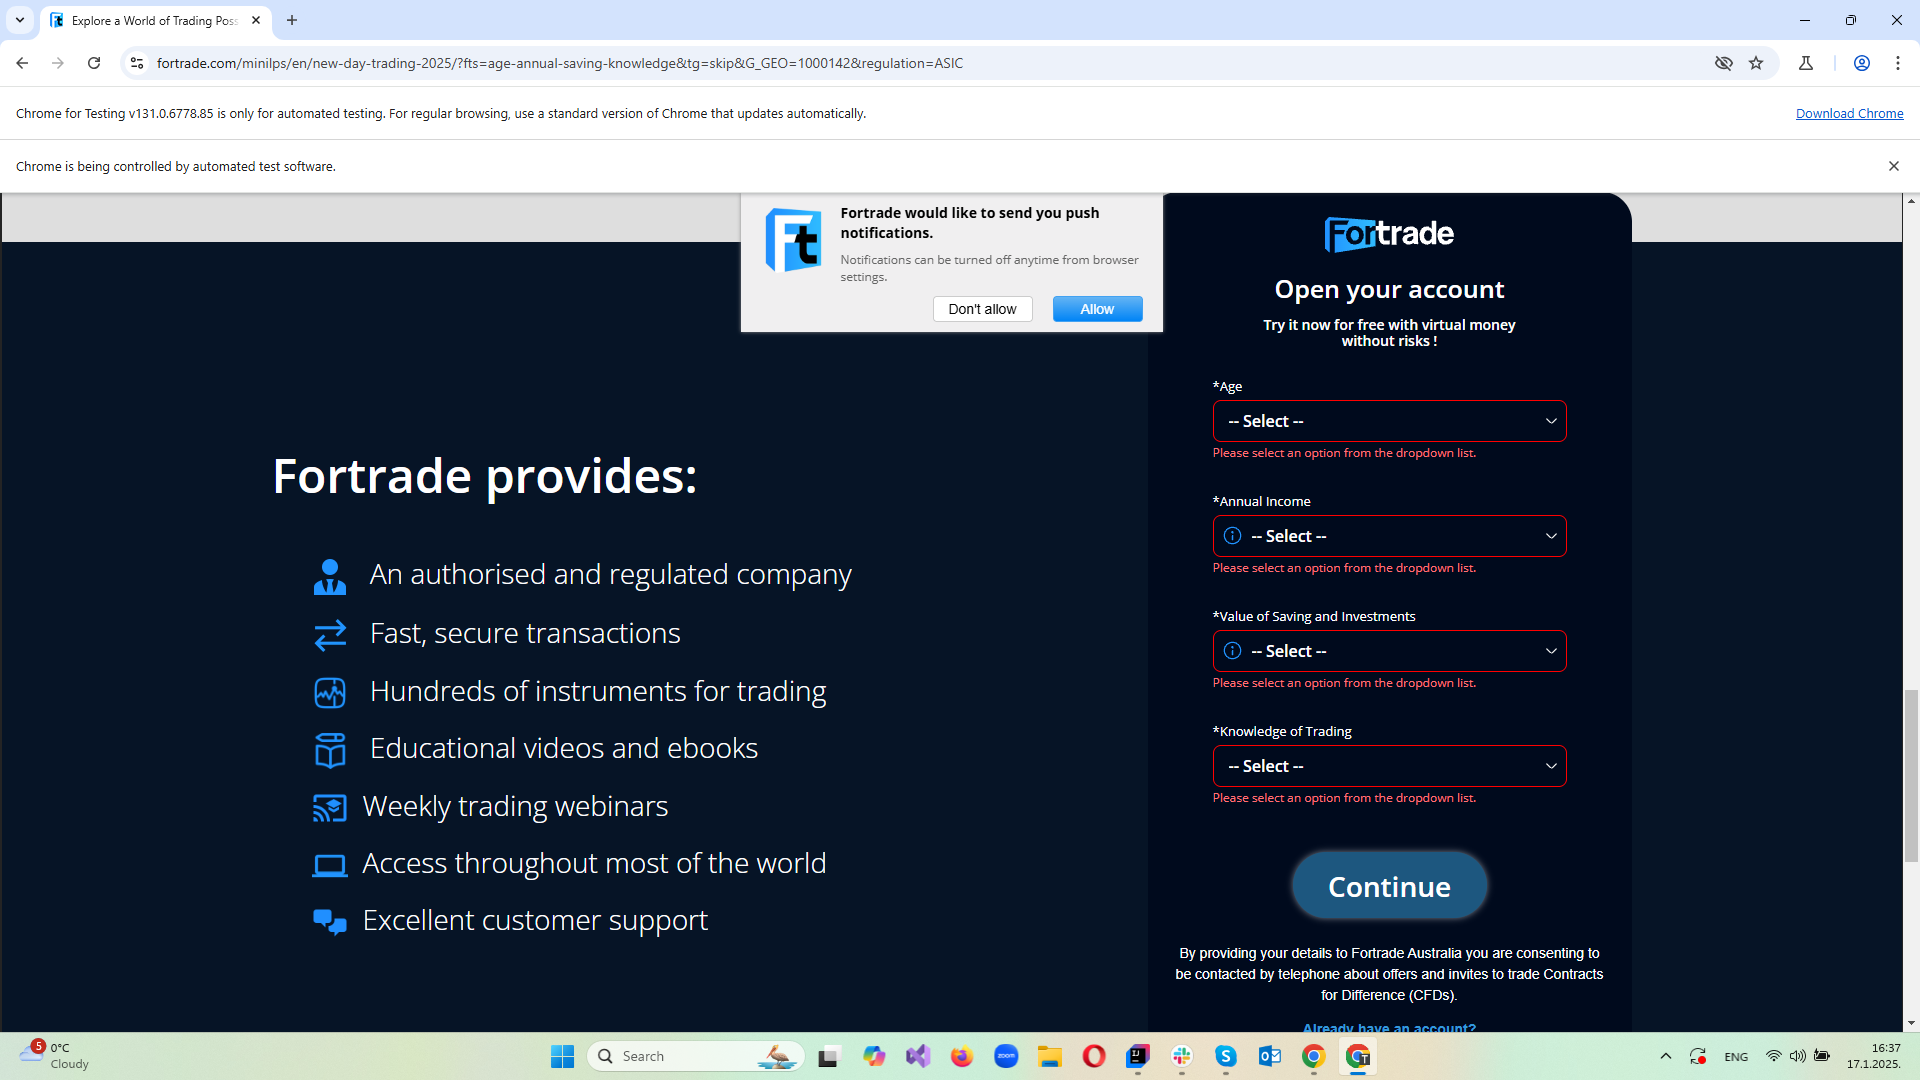 Explore a World of Trading Poss
fortrade.com/minilps/en/new-day-trading-2025/?fts=age-annual-saving-knowledge&tg=skip&G_GEO=1000142&regulation=ASIC
Chrome for Testing v131.0.6778.85 is only for automated testing. For regular browsing, use a standard version of Chrome that updates automatically.
Download Chrome
Chrome is being controlled by automated test software.
Ft
Fortrade would like to send you push
notifications.
Notifications can be turned off anytime from browser
settings.
Don't allow
Allow
Fortrade provides:
An authorised and regulated company
Fast, secure transactions
Hundreds of instruments for trading
Educational videos and ebooks
Weekly trading webinars
Access throughout most of the world
Excellent customer support
Fortrade
Open your account
Try it now for free with virtual money
without risks !
*Age
-- Select --
Please select an option from the dropdown list.
*Annual Income
-- Select --
Please select an option from the dropdown list.
*Value of Saving and Investments
-- Select --
Please select an option from the dropdown list.
*Knowledge of Trading
-- Select --
Please select an option from the dropdown list.
Continue
By providing your details to Fortrade Australia you are consenting to
be contacted by telephone about offers and invites to trade Contracts
for Difference (CFDs).
Already have an account?
5
0°C
Cloudy
Search
zoom
ENG
16:37
17.1.2025.